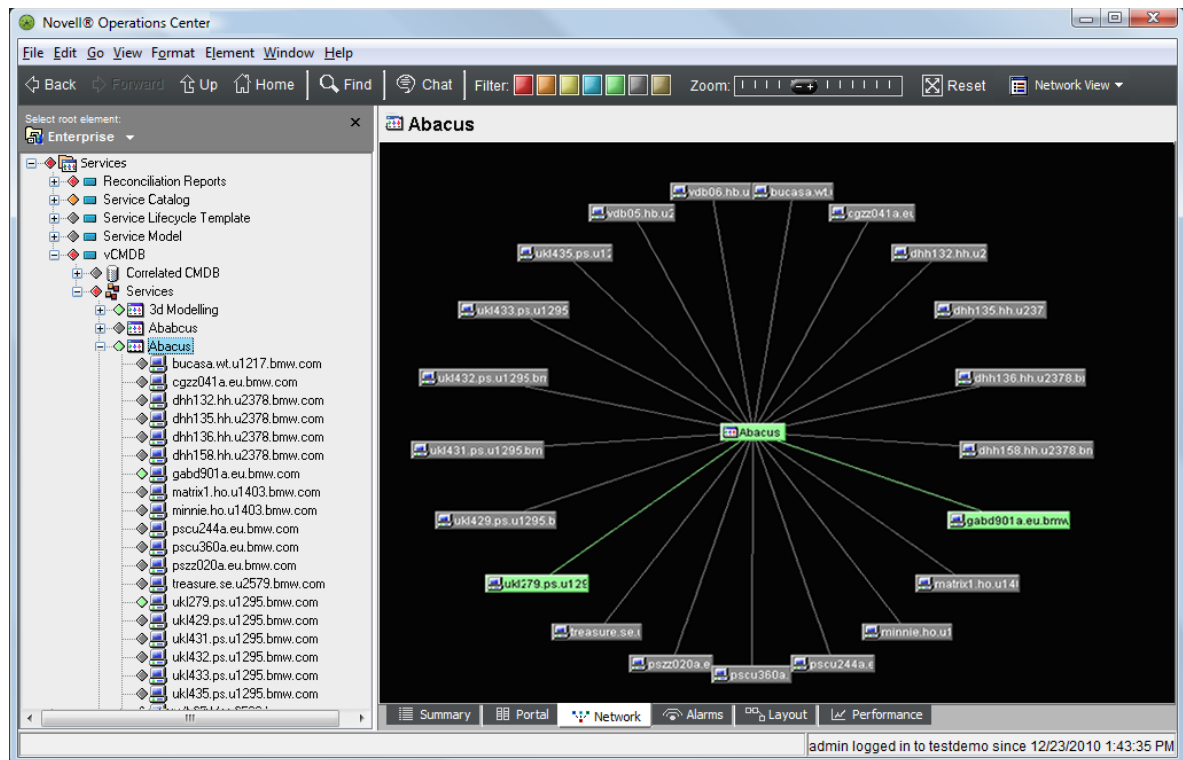 Novell® Operations Center
File Edit Go View Format Element Window Help
Back Forward Up Home Find Chat Filter: Zoom: Reset Network View
Select root element:
Enterprise
Abacus
Services
Reconciliation Reports
Service Catalog
Service Lifecycle Template
Service Model
vCMDB
Correlated CMDB
Services
3d Modelling
Ababcus
Abacus
bucasa.wt.u1217.bmw.com
cgzz041a.eu.bmw.com
dhh132.hh.u2378.bmw.com
dhh135.hh.u2378.bmw.com
dhh136.hh.u2378.bmw.com
dhh158.hh.u2378.bmw.com
gabd901a.eu.bmw.com
matrix1.ho.u1403.bmw.com
minnie.ho.u1403.bmw.com
pscu244a.eu.bmw.com
pscu360a.eu.bmw.com
pszz020a.eu.bmw.com
treasure.se.u2579.bmw.com
ukl279.ps.u1295.bmw.com
ukl429.ps.u1295.bmw.com
ukl431.ps.u1295.bmw.com
ukl432.ps.u1295.bmw.com
ukl433.ps.u1295.bmw.com
ukl435.ps.u1295.bmw.com
vdb06.hb.u bucasa.wt.
vdb05.hb.u2 cgzz041a.eu
ukl435.ps.u12 dhh132.hh.u2
ukl433.ps.u1295 dhh135.hh.u237
ukl432.ps.u1295.bm dhh136.hh.u2378.b
Abacus
ukl431.ps.u1295.bm dhh158.hh.u2378.bm
ukl429.ps.u1295.b gabd901a.eu.bmw
ukl279.ps.u129 matrix1.ho.u14
treasure.se. minnie.ho.u1
pszz020a.e pscu360a. pscu244a.e
Summary Portal Network Alarms Layout Performance
admin logged in to testdemo since 12/23/2010 1:43:35 PM